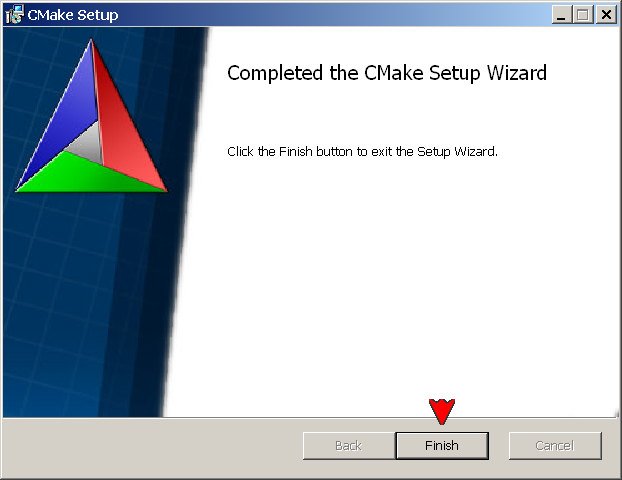 CMake Setup
Completed the CMake Setup Wizard
Click the Finish button to exit the Setup Wizard.
Back Finish Cancel